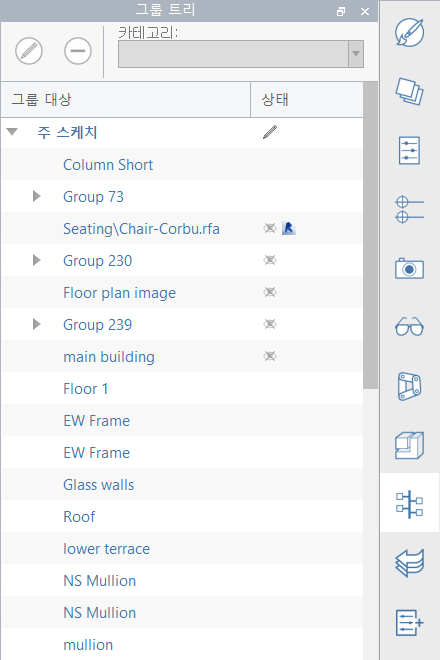 그룹 트리
카테고리:
그룹 대상 상태
주 스케치
Column Short
Group 73
Seating\Chair-Corbu.rfa
Group 230
Floor plan image
Group 239
main building
Floor 1
EW Frame
EW Frame
Glass walls
Roof
lower terrace
NS Mullion
NS Mullion
mullion